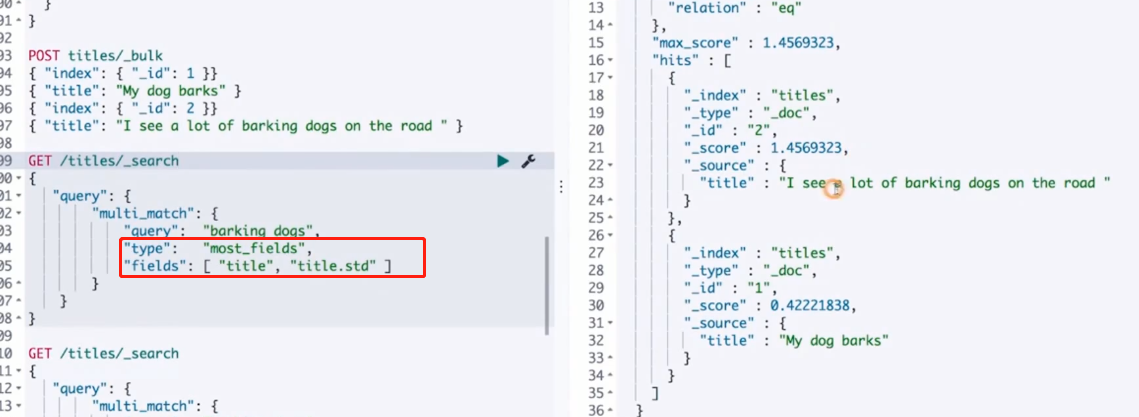 90 }
91 }
93 POST titles/_bulk
94 { "index": { "_id": 1 }}
95 { "title": "My dog barks" }
96 { "index": { "_id": 2 }}
97 { "title": "I see a lot of barking dogs on the road " }
98
99 GET /titles/_search
00 {
01 "query": {
02 "multi_match": {
03 "query": "barking dogs",
04 "type": "most_fields",
05 "fields": [ "title", "title.std" ]
06 }
07 }
08 }
09
10 GET /titles/_search
11 {
12 "query": {
13 "multi_match": {
13 "relation" : "eq"
14 },
15 "max_score" : 1.4569323,
16 "hits" : [
17 {
18 "_index" : "titles",
19 "_type" : "_doc",
20 "_id" : "2",
21 "_score" : 1.4569323,
22 "_source" : {
23 "title" : "I see a lot of barking dogs on the road "
24 }
25 },
26 {
27 "_index" : "titles",
28 "_type" : "_doc",
29 "_id" : "1",
30 "_score" : 0.42221838,
31 "_source" : {
32 "title" : "My dog barks"
33 }
34 }
35 ]
36 }